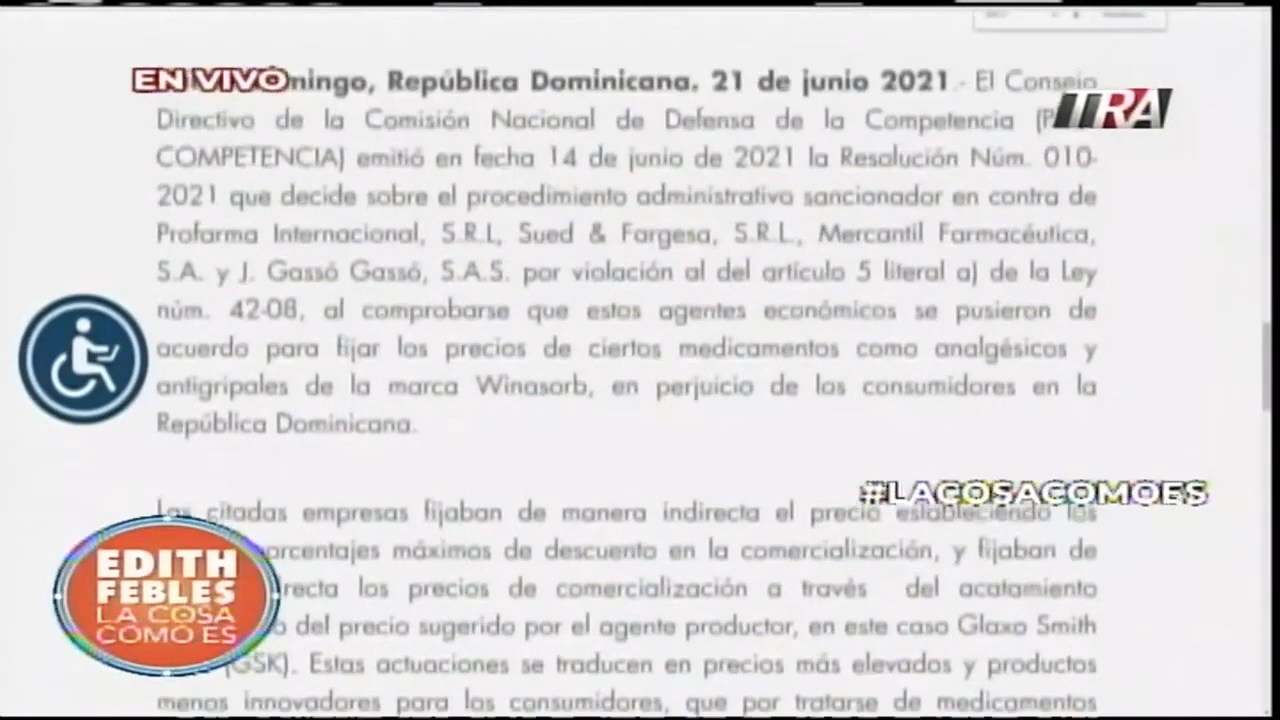 EN VIVO
mingo, República Dominicana. 21 de junio 2021.- El Consejo
TRA
Directivo de la Comisión Nacional de Defensa de la Competencia
COMPETENCIA) emitió en fecha 14 de junio de 2021 la Resolución Núm. 010-
2021 que decide sobre el procedimiento administrativo sancionador en contra de
Profarma Internacional, S.R.L, Sued & Fargesa, S.R.L., Mercantil Farmacéutica,
S.A. y J. Gassó Gassó, S.A.S. por violación al del artículo 5 literal a) de la Ley
núm. 42-08, al comprobarse que estos agentes económicos se pusieron de
acuerdo para fijar los precios de ciertos medicamentos como analgésicos y
antigripales de la marca Winasorb, en perjuicio de los consumidores en la
República Dominicana.
#LACOSACOMOES
Las citadas empresas fijaban de manera indirecta el precio estableciendo los
orcentajes máximos de descuento en la comercialización, y fijaban de
recta los precios de comercialización a través del acatamiento
del precio sugerido por el agente productor, en este caso Glaxo Smith
(GSK). Estas actuaciones se traducen en precios más elevados y productos
menos innovadores para los consumidores, que por tratarse de medicamentos
EDITH
FEBLES
LA COSA
COMO ES